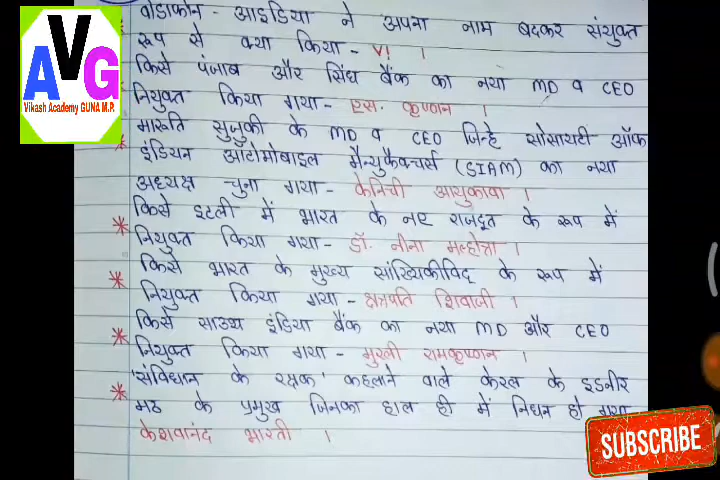 वोडाफोन - आइडिया ने अपना नाम बदकर संयुक्त
रूप से क्या किया - VI ।
किसे पंजाब और सिंध बैंक का नया MD व CEO
नियुक्त किया गया - एस. कृष्णन ।
मारुति सुजुकी के MD व CEO जिन्हे सोसायटी ऑफ
इंडियन ऑटोमोबाइल मैन्युफैक्चर्स (SIAM) का नया
अध्यक्ष चुना गया - केनिची आयुकावा ।
किसे इटली में भारत के नए राजदूत के रूप में
नियुक्त किया गया - डॉ. नीना मल्होत्रा ।
किसे भारत के मुख्य सांख्यिकीविद् के रूप में
नियुक्त किया गया - क्षत्रपति शिवाजी ।
किसे साउथ इंडिया बैंक का नया MD और CEO
नियुक्त किया गया - मुरली रामकृष्णन ।
'संविधान के रक्षक' कहलाने वाले केरल के इडनीर
मठ के प्रमुख जिनका हाल ही में निधन हो गया
केशवानंद भारती ।
AVG
Vikash Academy GUNA M.P.
SUBSCRIBE